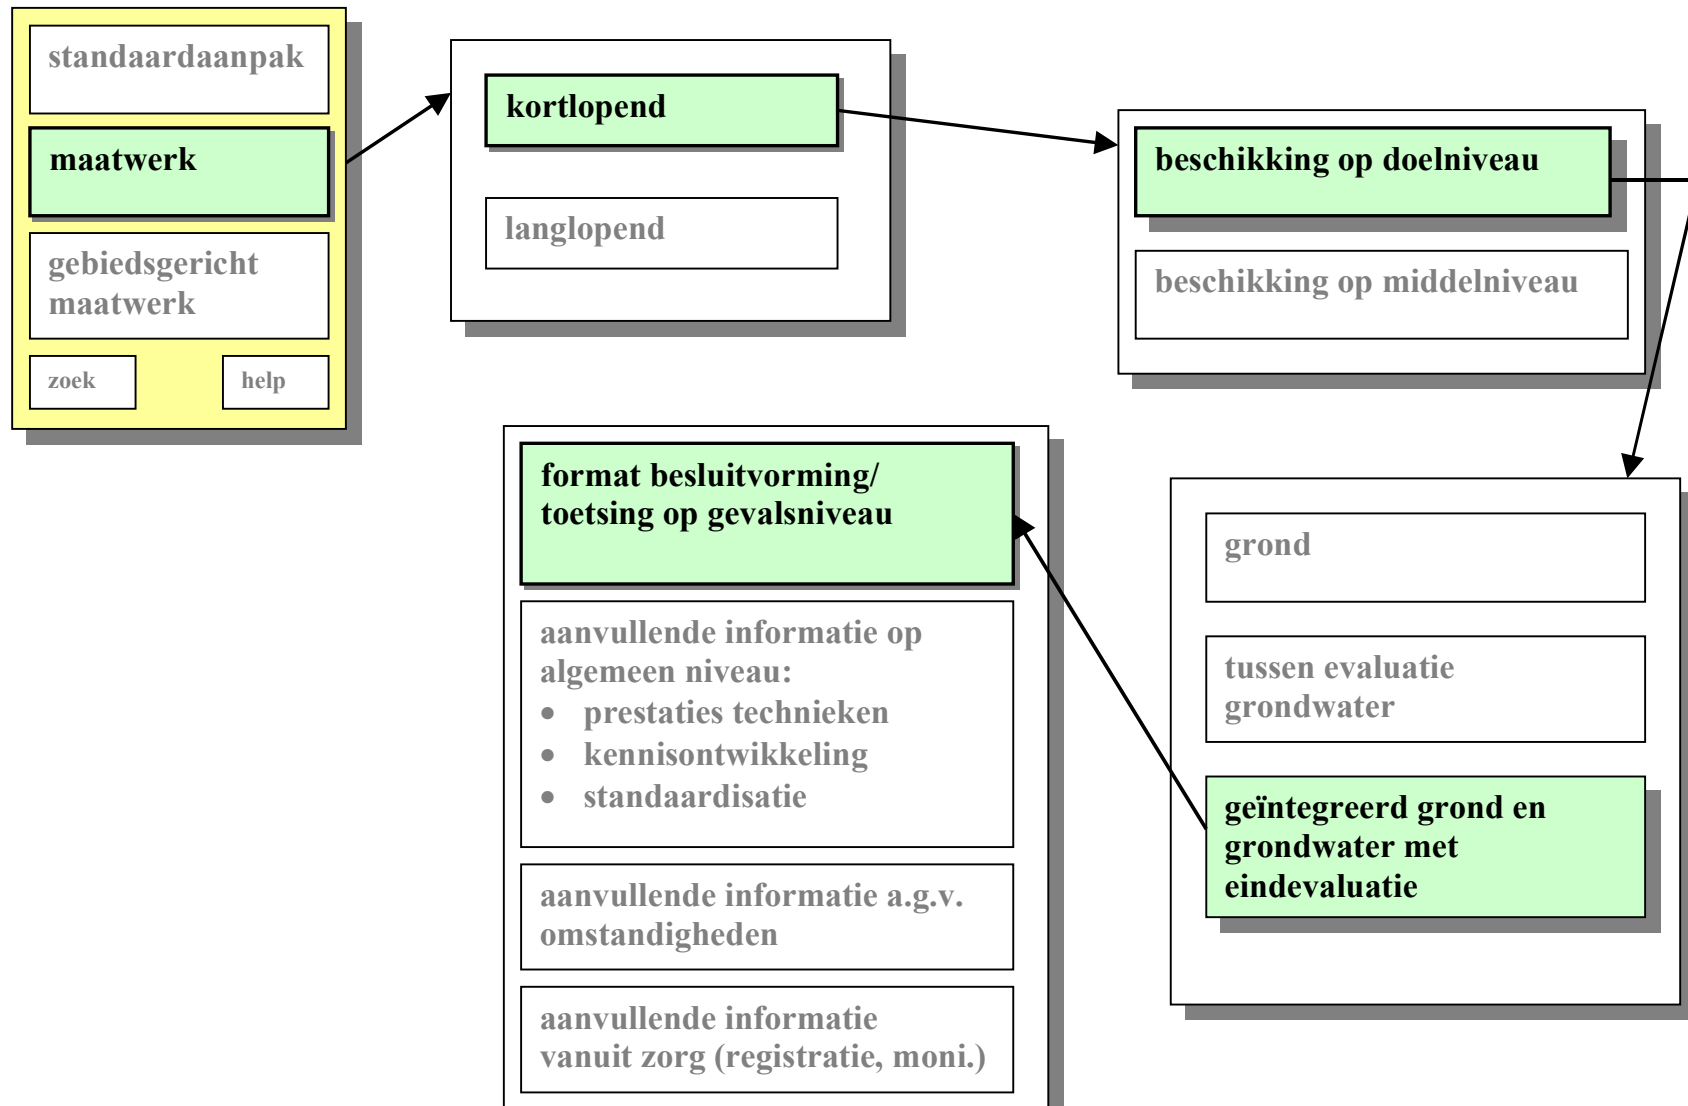 standaardaanpak
maatwerk
gebiedsgericht
maatwerk
zoek
help
kortlopend
langlopend
beschikking op doelniveau
beschikking op middelniveau
format besluitvorming/
toetsing op gevalsniveau
aanvullende informatie op
algemeen niveau:
• prestaties technieken
• kennisontwikkeling
• standaardisatie
aanvullende informatie a.g.v.
omstandigheden
aanvullende informatie
vanuit zorg (registratie, moni.)
grond
tussen evaluatie
grondwater
geïntegreerd grond en
grondwater met
eindevaluatie